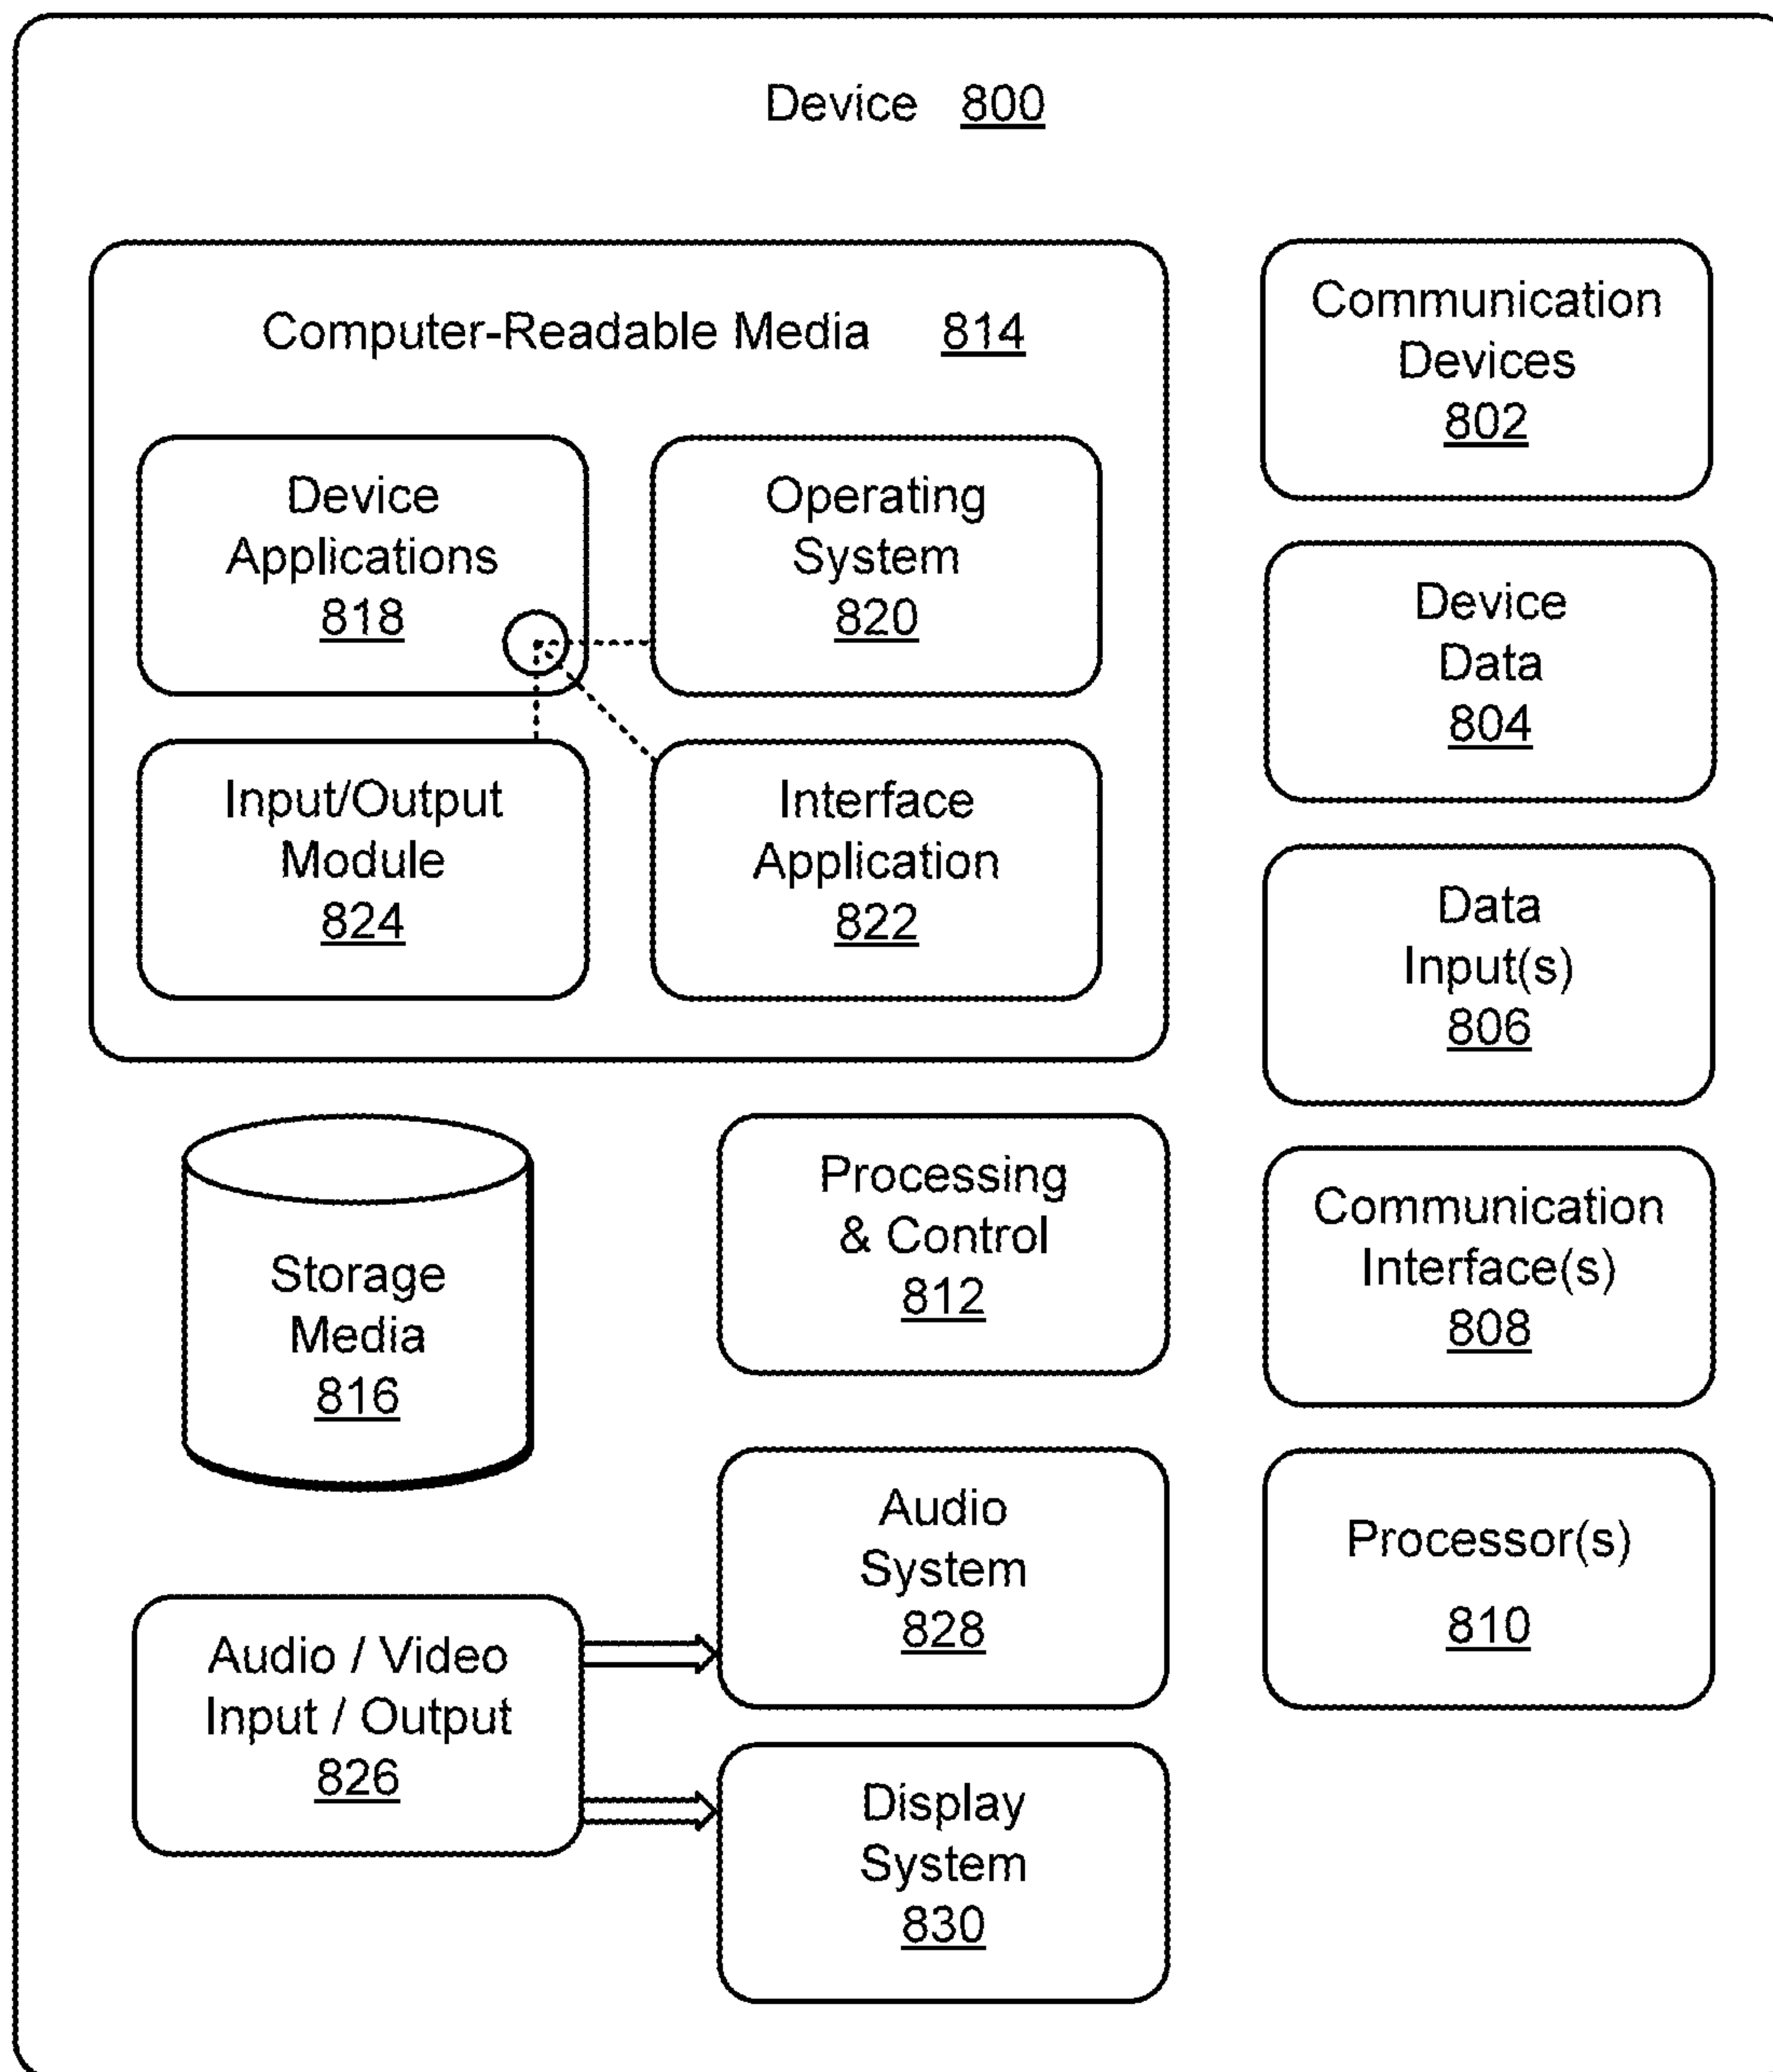 Device 800
Computer-Readable Media 814
Device
Applications
818
Operating
System
820
Input/Output
Module
824
Interface
Application
822
Storage
Media
816
Processing
& Control
812
Audio / Video
Input / Output
826
Audio
System
828
Display
System
830
Communication
Devices
802
Device
Data
804
Data
Input(s)
806
Communication
Interface(s)
808
Processor(s)
810